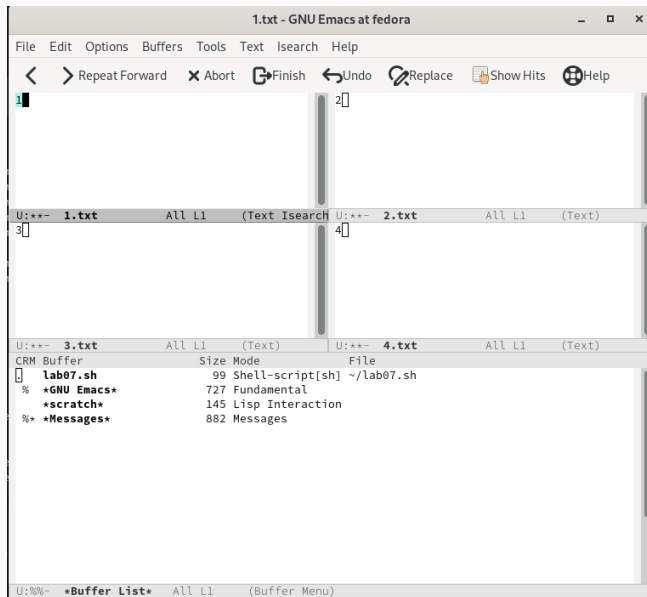 1.txt - GNU Emacs at fedora
File Edit Options Buffers Tools Text Isearch Help
Repeat Forward Abort Finish Undo Replace Show Hits Help
1
2
U:**- 1.txt All L1 (Text Isearch
U:**- 2.txt All L1 (Text)
3
4
U:**- 3.txt All L1 (Text)
U:**- 4.txt All L1 (Text)
CRM Buffer Size Mode File
. lab07.sh 99 Shell-script[sh] ~/lab07.sh
% *GNU Emacs* 727 Fundamental
*scratch* 145 Lisp Interaction
%* *Messages* 882 Messages
U:%%- *Buffer List* All L1 (Buffer Menu)